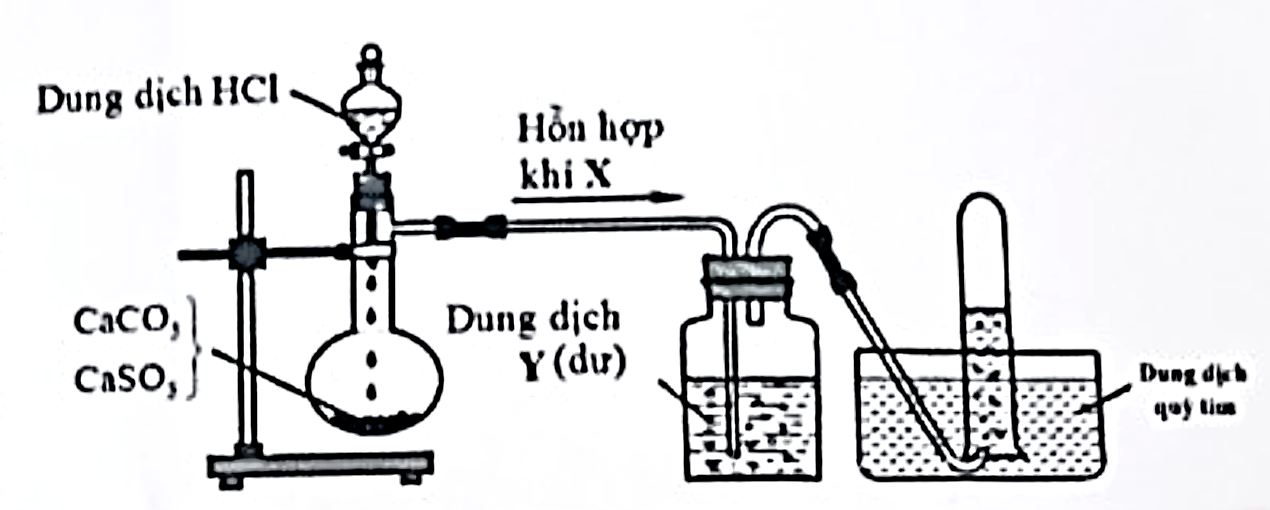 Dung dịch HCl
Hỗn hợp
khí X
CaCO₃
CaSO₃
Dung dịch
Y (dư)
Dung dịch
quỳ tím